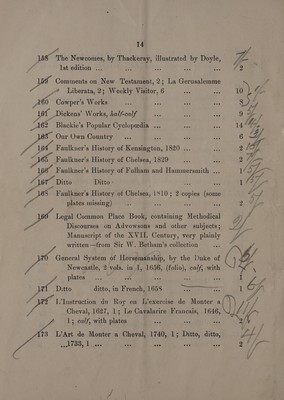 14
158 The Newcomes, by Thackeray, illustrated by Doyle,
1st edition ... ... ... ... ... 2
159 Comments on New Testament, 2; La Gerusalemme
Liberata, 2; Weekly Visitor, 6 ... ... 10
160 Cowper's Works ... ... ... ... 8
161 Dickens' Works, half-calf ... ... ... 9
162 Blackie's Popular Cyclopædia ... ... ... 14
163 Our Own Country ... ... ... ... 6
164 Faulkner's History of Kensington, 1820 ... ... 2
165 Faulkner's History of Chelsea, 1829 ... ... 2
166 Faulkner's History of Fulham and Hammersmith ...
167 Ditto Ditto ... ... 1
168 Faulkner's History of Chelsea, 1810; 2 copies (some
plates missing) ... ... ... ... 2
169 Legal Common Place Book, containing Methodical
Discourses on Advowsons and other subjects;
Manuscript of the XVII. Century, very plainly
written—from Sir W. Betham's collection ...
170 General System of Horsemanship, by the Duke of
Newcastle, 2 vols. in 1, 1656, (folio), calf, with
plates ... ... ... ...
171 Ditto ditto, in French, 1658 ...
172 L'Instruction du Roy en L'exercise de Monter a
Cheval, 1627, 1; Le Cavalarice Francois, 1646,
1; calf, with plates ... ... ... 2
173 L'Art de Monter a Cheval, 1740, 1; Ditto, ditto,
1733, 1 ... ... ... ... ... 2